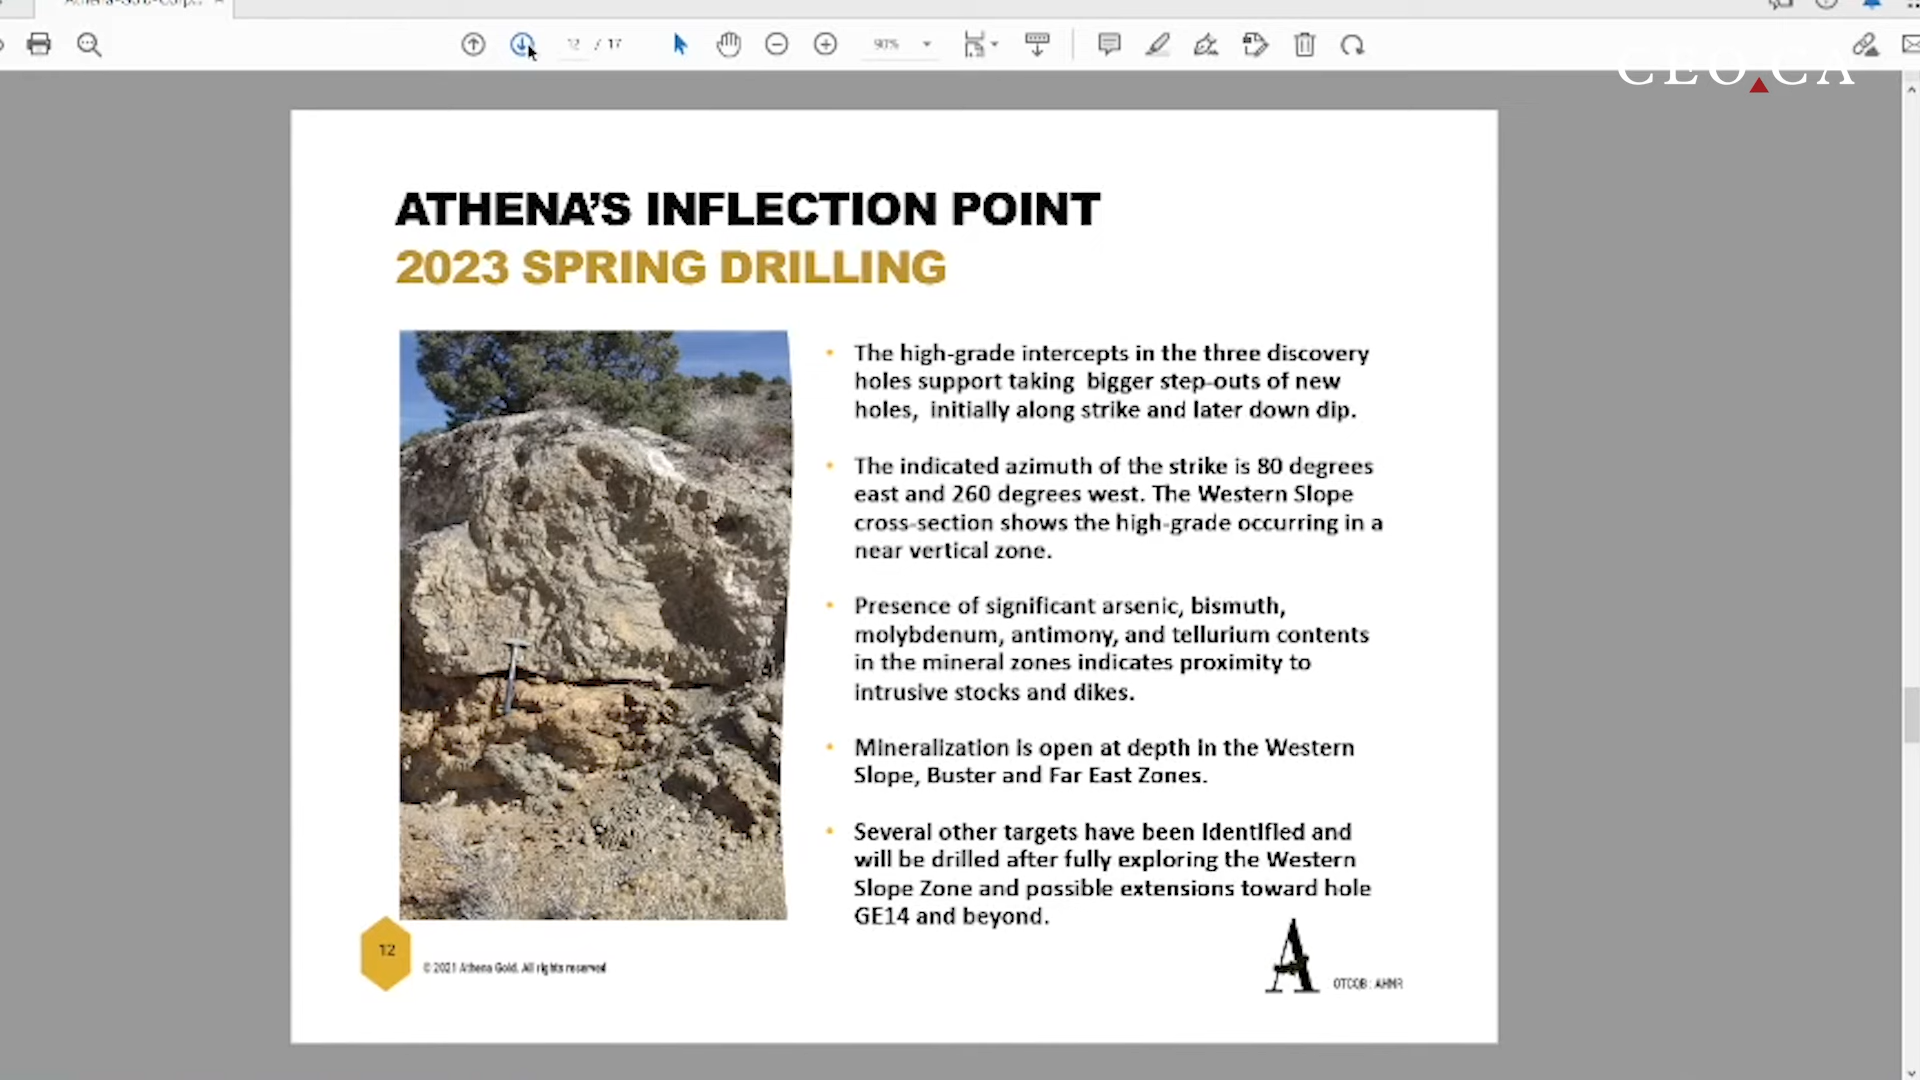 CEO.CA
12 / 17
90%
ATHENA'S INFLECTION POINT
2023 SPRING DRILLING
• The high-grade intercepts in the three discovery
holes support taking bigger step-outs of new
holes, initially along strike and later down dip.
• The indicated azimuth of the strike is 80 degrees
east and 260 degrees west. The Western Slope
cross-section shows the high-grade occurring in a
near vertical zone.
• Presence of significant arsenic, bismuth,
molybdenum, antimony, and tellurium contents
in the mineral zones indicates proximity to
intrusive stocks and dikes.
• Mineralization is open at depth in the Western
Slope, Buster and Far East Zones.
• Several other targets have been identified and
will be drilled after fully exploring the Western
Slope Zone and possible extensions toward hole
GE14 and beyond.
12
© 2021 Athena Gold. All rights reserved
A
OTCQB : AHNR